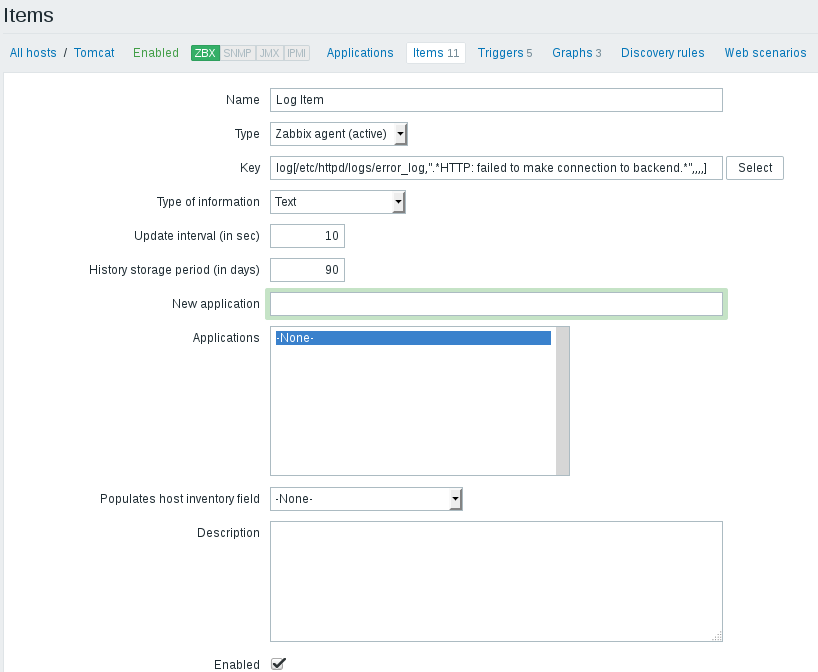 Items
All hosts / Tomcat Enabled ZBX SNMP JMX IPMI Applications Items 11 Triggers 5 Graphs 3 Discovery rules Web scenarios
Name Log Item
Type Zabbix agent (active)
Key log[/etc/httpd/logs/error_log,".*HTTP: failed to make connection to backend.*",,,,] Select
Type of information Text
Update interval (in sec) 10
History storage period (in days) 90
New application
Applications -None-
Populates host inventory field -None-
Description
Enabled